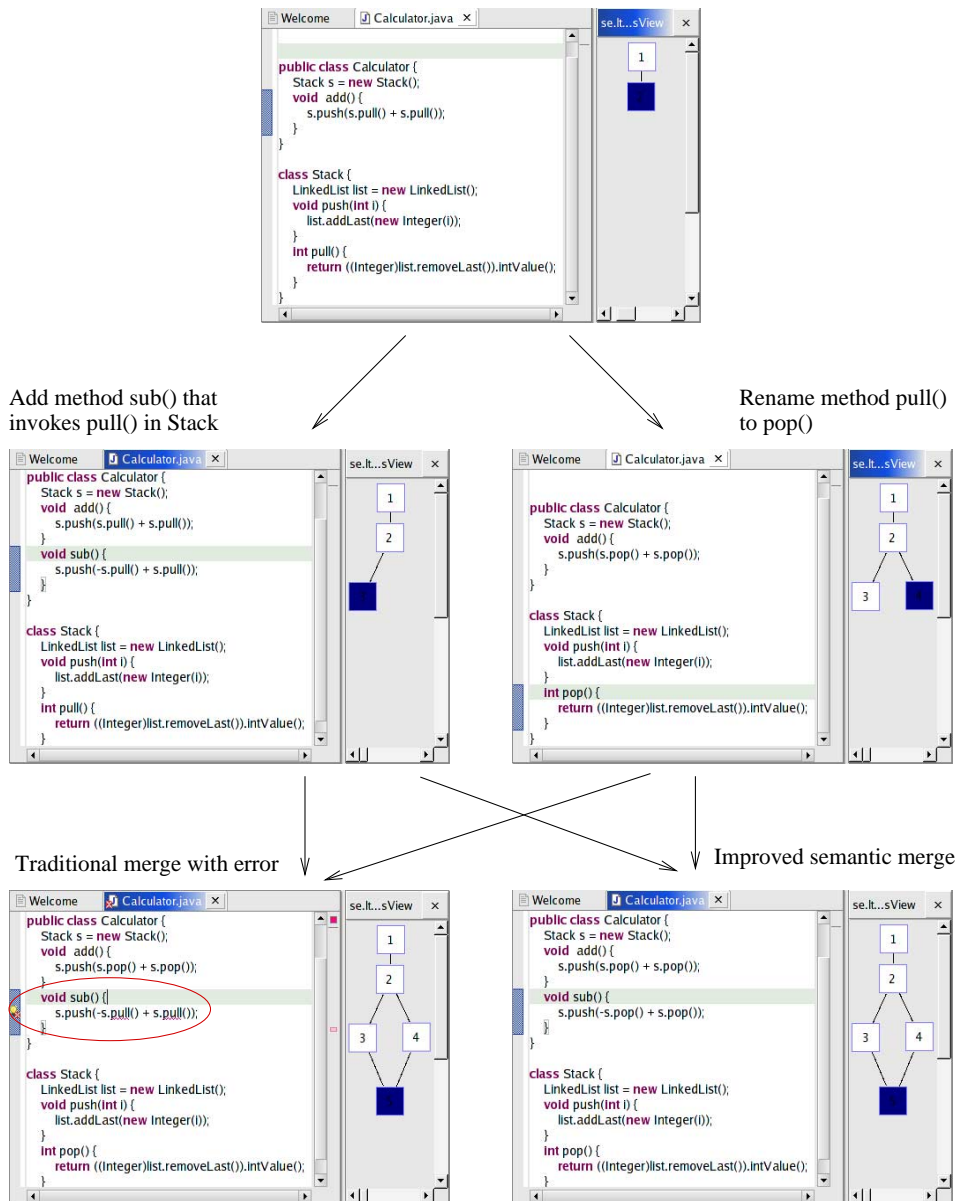 Welcome
Calculator.java
se.lt...sView
public class Calculator {
Stack s = new Stack();
void add() {
s.push(s.pull() + s.pull());
}
}
class Stack {
LinkedList list = new LinkedList();
void push(int i) {
list.addLast(new Integer(i));
}
int pull() {
return ((Integer)list.removeLast()).intValue();
}
}
1
Add method sub() that
invokes pull() in Stack
Rename method pull()
to pop()
Welcome
Calculator.java
se.lt...sView
public class Calculator {
Stack s = new Stack();
void add() {
s.push(s.pull() + s.pull());
}
void sub() {
s.push(-s.pull() + s.pull());
}
}
class Stack {
LinkedList list = new LinkedList();
void push(int i) {
list.addLast(new Integer(i));
}
int pull() {
return ((Integer)list.removeLast()).intValue();
}
1
2
Welcome
Calculator.java
se.lt...sView
public class Calculator {
Stack s = new Stack();
void add() {
s.push(s.pop() + s.pop());
}
}
class Stack {
LinkedList list = new LinkedList();
void push(int i) {
list.addLast(new Integer(i));
}
int pop() {
return ((Integer)list.removeLast()).intValue();
}
}
1
2
3
Traditional merge with error
Improved semantic merge
Welcome
Calculator.java
se.lt...sView
public class Calculator {
Stack s = new Stack();
void add() {
s.push(s.pop() + s.pop());
}
void sub() {
s.push(-s.pull() + s.pull());
}
}
class Stack {
LinkedList list = new LinkedList();
void push(int i) {
list.addLast(new Integer(i));
}
int pop() {
return ((Integer)list.removeLast()).intValue();
}
1
2
3 4
Welcome
Calculator.java
se.lt...sView
public class Calculator {
Stack s = new Stack();
void add() {
s.push(s.pop() + s.pop());
}
void sub() {
s.push(-s.pop() + s.pop());
}
}
class Stack {
LinkedList list = new LinkedList();
void push(int i) {
list.addLast(new Integer(i));
}
int pop() {
return ((Integer)list.removeLast()).intValue();
}
1
2
3 4